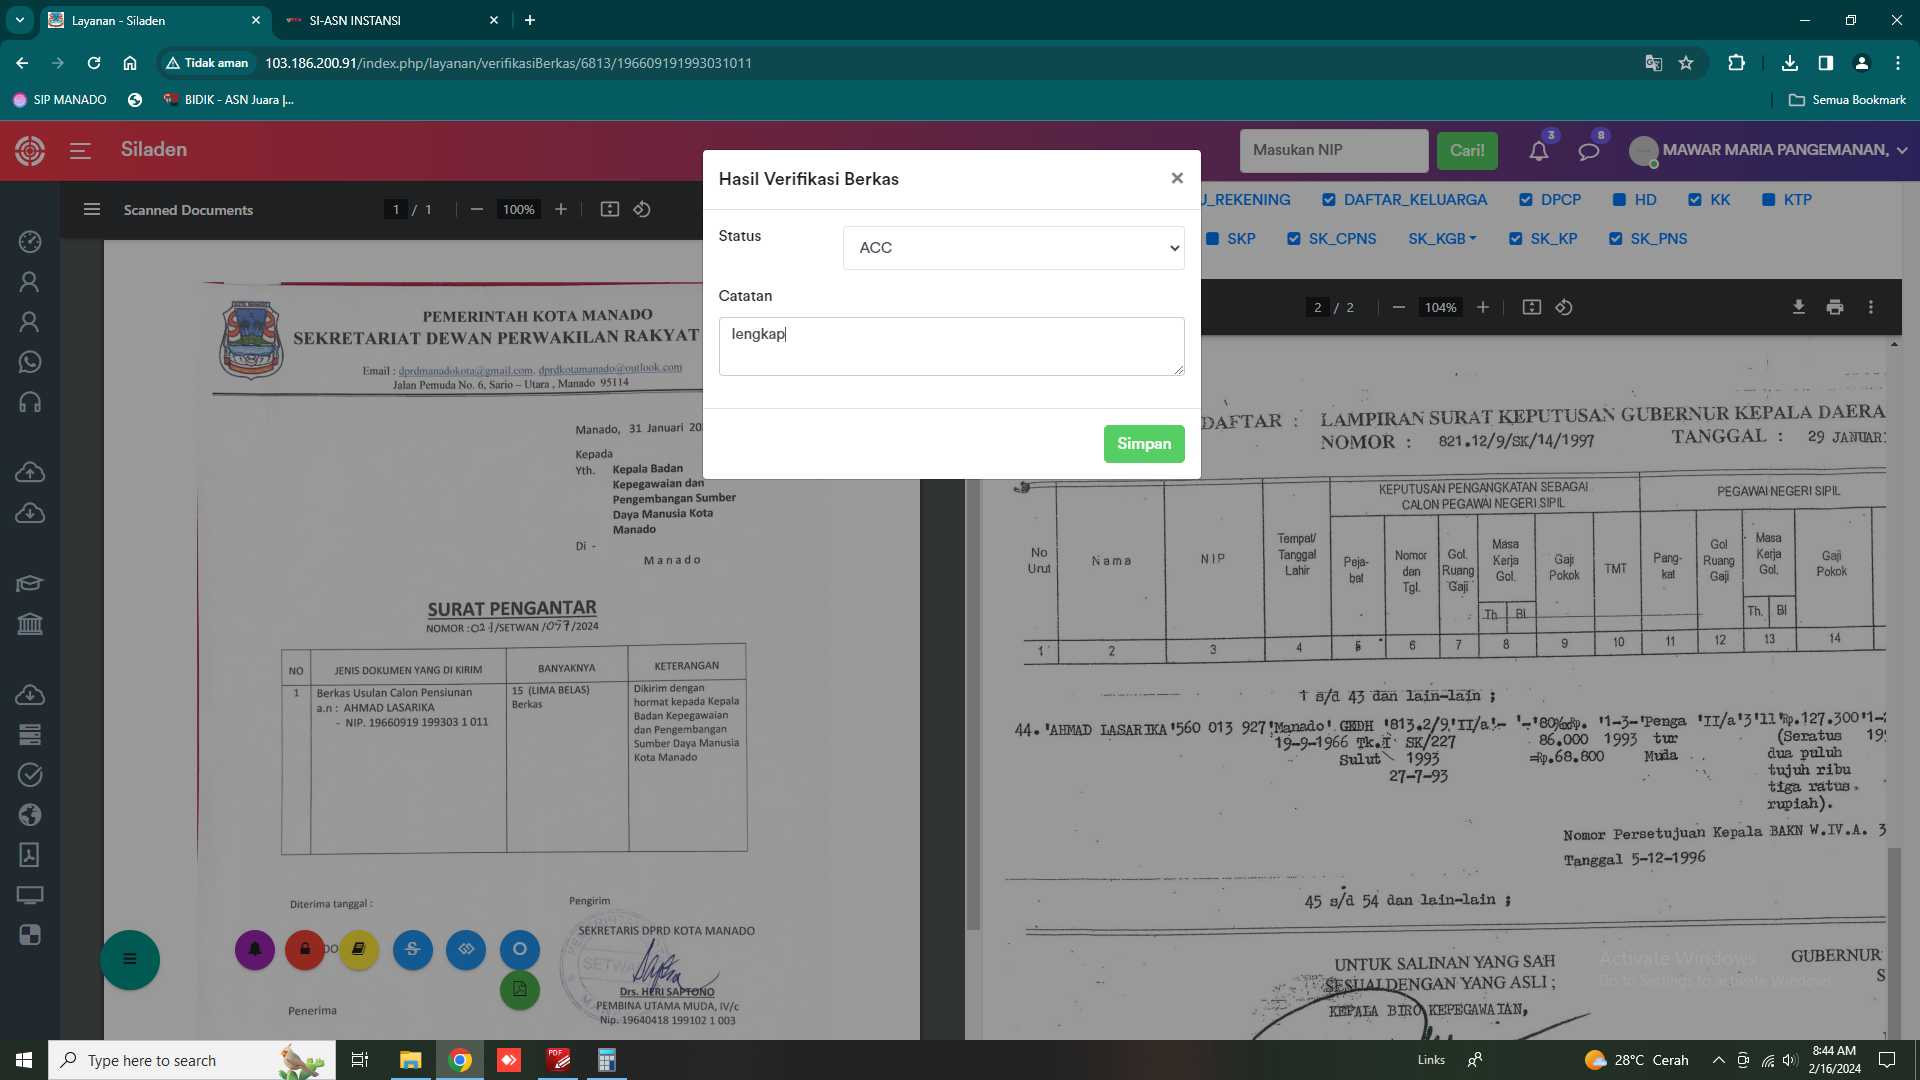 Layanan - Siladen
SI-ASN INSTANSI
Tidak aman
103.186.200.91/index.php/layanan/verifikasiBerkas/6813/196609191993031011
SIP MANADO
BIDIK - ASN Juara |...
Semua Bookmark
Siladen
Masukan NIP
Cari!
3
8
MAWAR MARIA PANGEMANAN,
Scanned Documents
1 / 1
100%
Hasil Verifikasi Berkas
Status
ACC
Catatan
lengkap
Simpan
J_REKENING
DAFTAR_KELUARGA
DPCP
HD
KK
KTP
SKP
SK_CPNS
SK_KGB
SK_KP
SK_PNS
2 / 2
104%
PEMERINTAH KOTA MANADO
SEKRETARIAT DEWAN PERWAKILAN RAKYAT
Email : dprdmanadokota@gmail.com, dprdkotamanado@outlook.com
Jalan Pemuda No. 6, Sario – Utara , Manado 95114
Manado, 31 Januari 20
Kepada
Yth. Kepala Badan
Kepegawaian dan
Pengembangan Sumber
Daya Manusia Kota
Manado
Di -
Manado
SURAT PENGANTAR
NOMOR : 021/SETWAN/057/2024
NO
JENIS DOKUMEN YANG DI KIRIM
BANYAKNYA
KETERANGAN
1
Berkas Usulan Calon Pensiunan
a.n : AHMAD LASARIKA
- NIP. 19660919 199303 1 011
15 (LIMA BELAS)
Berkas
Dikirim dengan
hormat kepada Kepala
Badan Kepegawaian
dan Pengembangan
Sumber Daya Manusia
Kota Manado
Diterima tanggal :
Pengirim
SEKRETARIS DPRD KOTA MANADO
SETWA
Drs. HERI SAPTONO
PEMBINA UTAMA MUDA, IV/c
Nip. 19640418 199102 1 003
Penerima
DAFTAR : LAMPIRAN SURAT KEPUTUSAN GUBERNUR KEPALA DAERA
NOMOR : 821.12/9/SK/14/1997 TANGGAL : 29 JANUAR
KEPUTUSAN PENGANGKATAN SEBAGAI
CALON PEGAWAI NEGERI SIPIL
PEGAWAI NEGERI SIPIL
No
Urut
Nama
NIP
Tempat/
Tanggal
Lahir
Peja-
bat
Nomor
dan
Tgl.
Gol.
Ruang
Gaji
Masa
Kerja
Gol.
Th. Bl
Gaji
Pokok
TMT
Pang-
kat
Gol
Ruang
Gaji
Masa
Kerja
Gol.
Th. Bl
Gaji
Pokok
1 2 3 4 5 6 7 8 9 10 11 12 13 14
1 s/d 43 dan lain-lain ;
44. 'AHMAD LASARIKA '560 013 927 'Manado' GKDH '813.2/9'II/a'- '-'80%xRp. '1-3-'Penga 'II/a'3'11'Rp.127.300'1-
19-9-1966 Tk.I SK/227 86.000 1993 tur (Seratus 19
Sulut 1993 =Rp.68.800 Muda dua puluh
27-7-93 tujuh ribu
tiga ratus
rupiah).
Nomor Persetujuan Kepala BAKN W.IV.A. 3
Tanggal 5-12-1996
45 s/d 54 dan lain-lain ;
UNTUK SALINAN YANG SAH
SESUAI DENGAN YANG ASLI ;
KEPALA BIRO KEPEGAWAIAN,
GUBERNUR
S
Activate Windows
Go to Settings to activate Windows.
Type here to search
Links
28°C Cerah
8:44 AM
2/16/2024